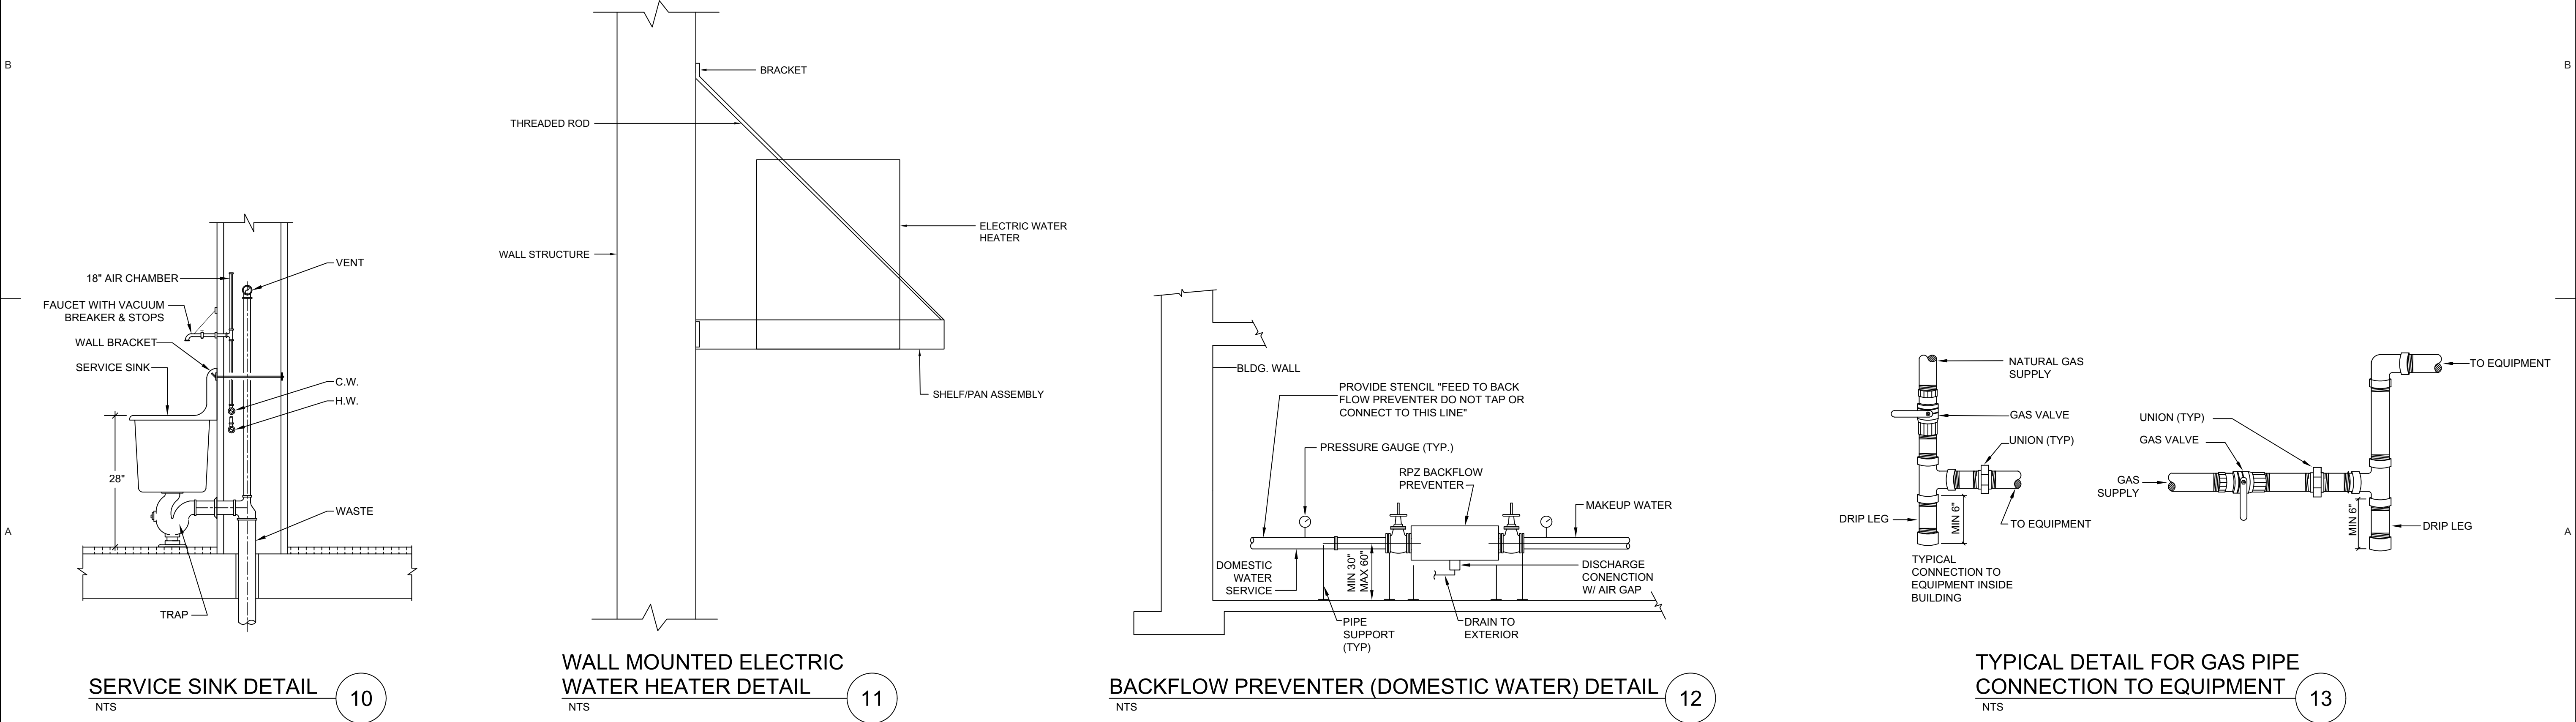 B
B
A
A
18" AIR CHAMBER
FAUCET WITH VACUUM
BREAKER & STOPS
WALL BRACKET
SERVICE SINK
28"
TRAP
VENT
C.W.
H.W.
WASTE
SERVICE SINK DETAIL
NTS
10
BRACKET
THREADED ROD
WALL STRUCTURE
ELECTRIC WATER
HEATER
SHELF/PAN ASSEMBLY
WALL MOUNTED ELECTRIC
WATER HEATER DETAIL
NTS
11
BLDG. WALL
PROVIDE STENCIL "FEED TO BACK
FLOW PREVENTER DO NOT TAP OR
CONNECT TO THIS LINE"
PRESSURE GAUGE (TYP.)
RPZ BACKFLOW
PREVENTER
MAKEUP WATER
DOMESTIC
WATER
SERVICE
MIN 30"
MAX 60"
DISCHARGE
CONENCTION
W/ AIR GAP
PIPE
SUPPORT
(TYP)
DRAIN TO
EXTERIOR
BACKFLOW PREVENTER (DOMESTIC WATER) DETAIL
NTS
12
NATURAL GAS
SUPPLY
GAS VALVE
UNION (TYP)
DRIP LEG
MIN 6"
TO EQUIPMENT
TYPICAL
CONNECTION TO
EQUIPMENT INSIDE
BUILDING
TO EQUIPMENT
UNION (TYP)
GAS VALVE
GAS
SUPPLY
MIN 6"
DRIP LEG
TYPICAL DETAIL FOR GAS PIPE
CONNECTION TO EQUIPMENT
NTS
13